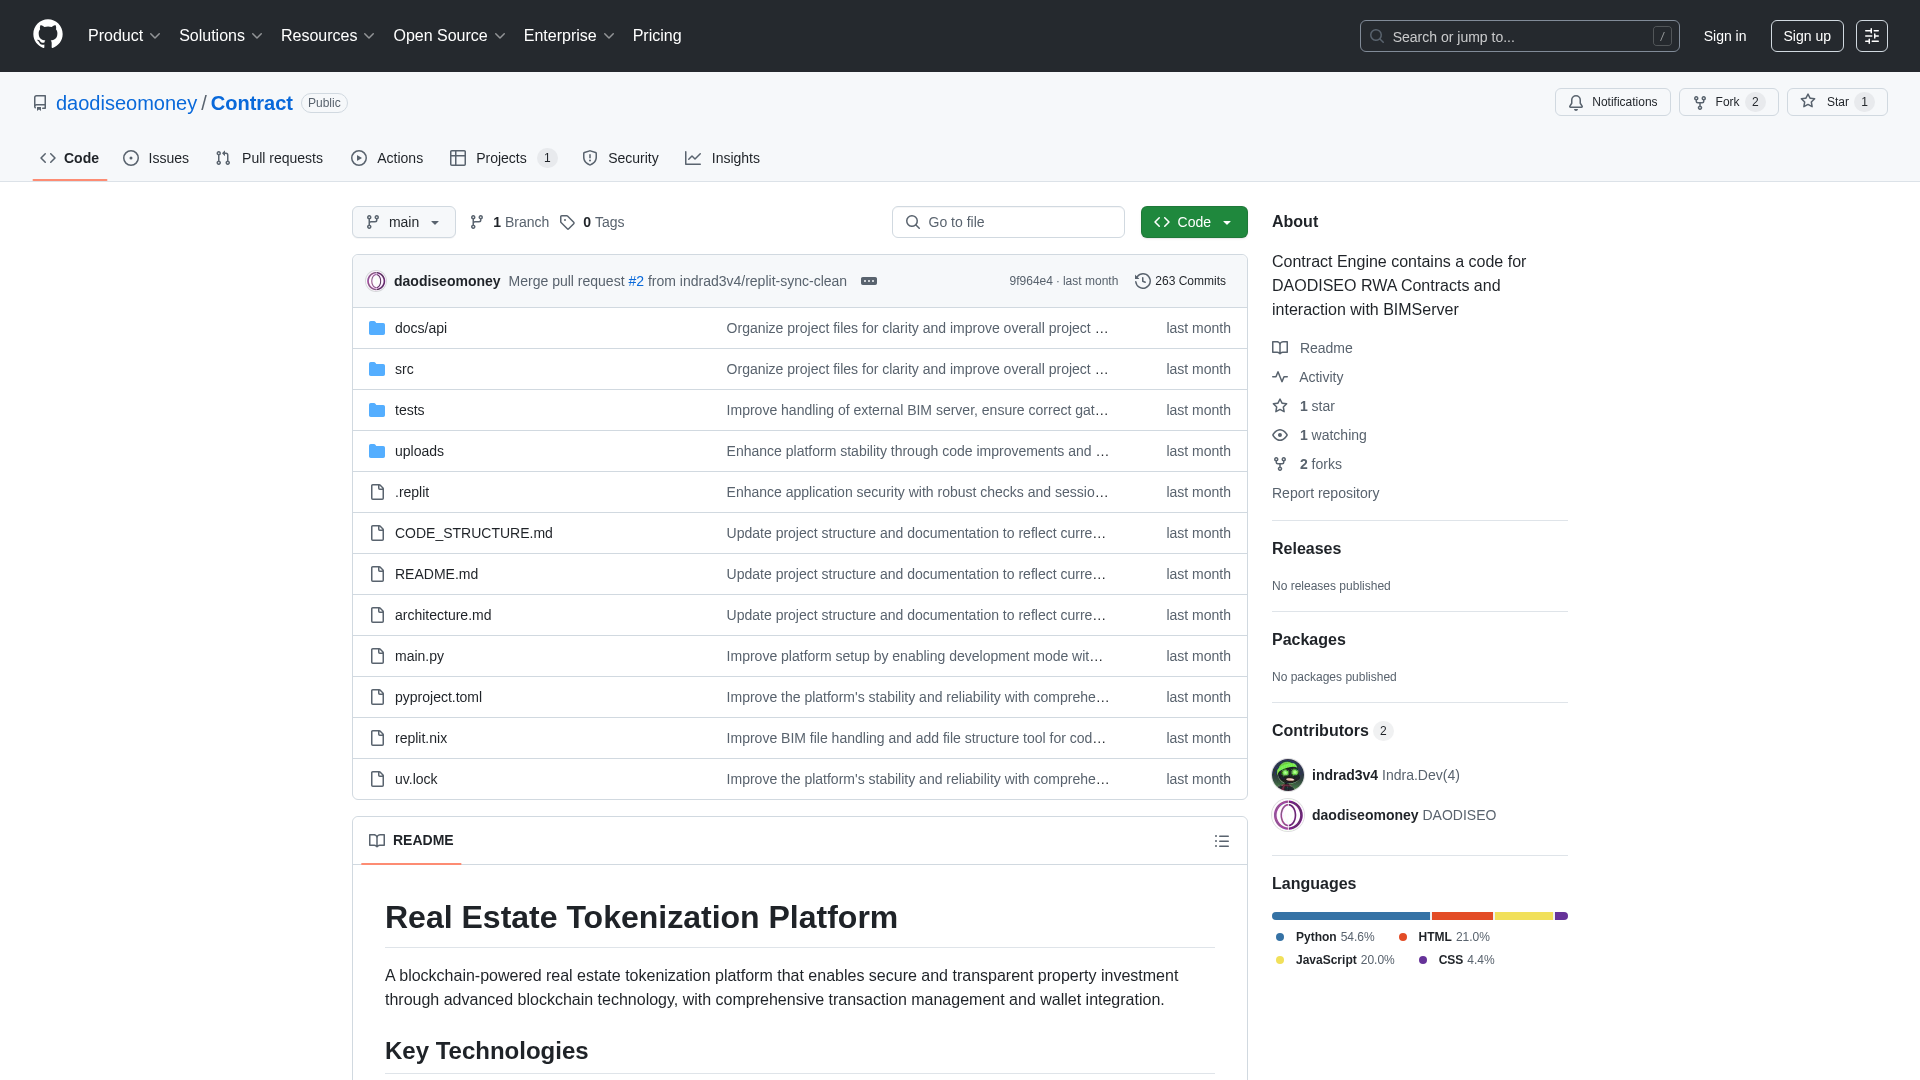 Product Solutions Resources Open Source Enterprise Pricing Search or jump to... / Sign in Sign up
daodiseomoney / Contract Public Notifications Fork 2 Star 1
Code Issues Pull requests Actions Projects 1 Security Insights
main 1 Branch 0 Tags Go to file Code
daodiseomoney Merge pull request #2 from indrad3v4/replit-sync-clean 9f964e4 · last month 263 Commits
docs/api Organize project files for clarity and improve overall project … last month
src Organize project files for clarity and improve overall project … last month
tests Improve handling of external BIM server, ensure correct gat… last month
uploads Enhance platform stability through code improvements and … last month
.replit Enhance application security with robust checks and sessio… last month
CODE_STRUCTURE.md Update project structure and documentation to reflect curre… last month
README.md Update project structure and documentation to reflect curre… last month
architecture.md Update project structure and documentation to reflect curre… last month
main.py Improve platform setup by enabling development mode wit… last month
pyproject.toml Improve the platform's stability and reliability with comprehe… last month
replit.nix Improve BIM file handling and add file structure tool for cod… last month
uv.lock Improve the platform's stability and reliability with comprehe… last month
README
Real Estate Tokenization Platform
A blockchain-powered real estate tokenization platform that enables secure and transparent property investment
through advanced blockchain technology, with comprehensive transaction management and wallet integration.
Key Technologies
About
Contract Engine contains a code for
DAODISEO RWA Contracts and
interaction with BIMServer
Readme
Activity
1 star
1 watching
2 forks
Report repository
Releases
No releases published
Packages
No packages published
Contributors 2
indrad3v4 Indra.Dev(4)
daodiseomoney DAODISEO
Languages
Python 54.6% HTML 21.0%
JavaScript 20.0% CSS 4.4%